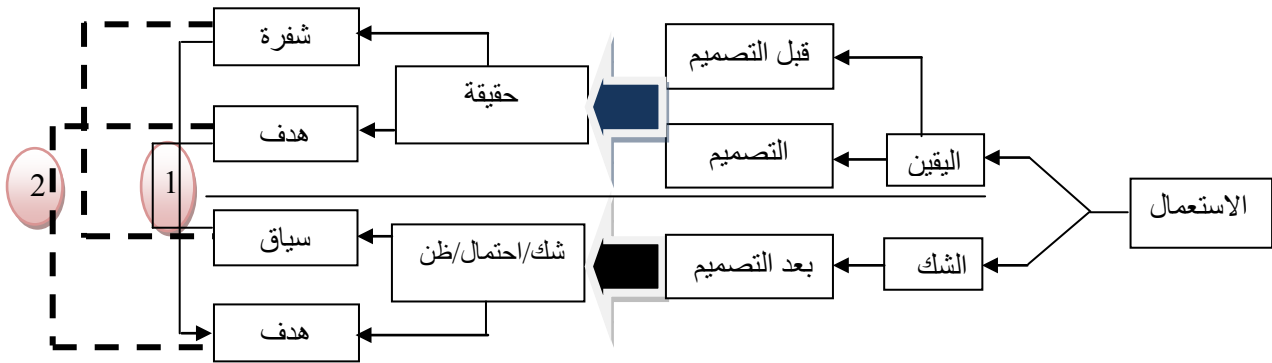 الاستعمال
اليقين
قبل التصميم
التصميم
حقيقة
شفرة
هدف
الشك
بعد التصميم
شك/احتمال/ظن
سياق
هدف
1
2